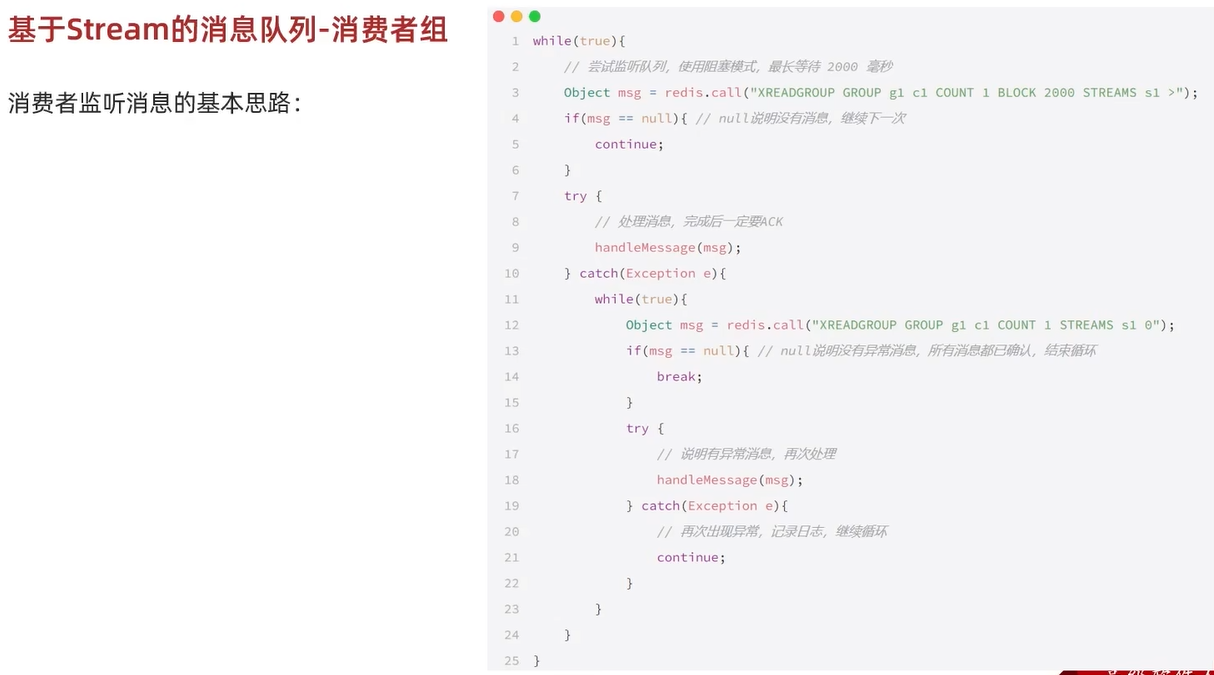 基于Stream的消息队列-消费者组
消费者监听消息的基本思路：
1 while(true){
2 // 尝试监听队列，使用阻塞模式，最长等待 2000 毫秒
3 Object msg = redis.call("XREADGROUP GROUP g1 c1 COUNT 1 BLOCK 2000 STREAMS s1 >");
4 if(msg == null){ // null说明没有消息，继续下一次
5 continue;
6 }
7 try {
8 // 处理消息，完成后一定要ACK
9 handleMessage(msg);
10 } catch(Exception e){
11 while(true){
12 Object msg = redis.call("XREADGROUP GROUP g1 c1 COUNT 1 STREAMS s1 0");
13 if(msg == null){ // null说明没有异常消息，所有消息都已确认，结束循环
14 break;
15 }
16 try {
17 // 说明有异常消息，再次处理
18 handleMessage(msg);
19 } catch(Exception e){
20 // 再次出现异常，记录日志，继续循环
21 continue;
22 }
23 }
24 }
25 }